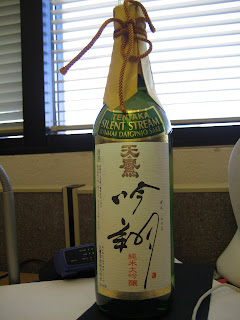 TENTAKA
SILENT STREAM
JUNMAI DAIGINJO SAKE
天鷹
吟翔
純米大吟醸